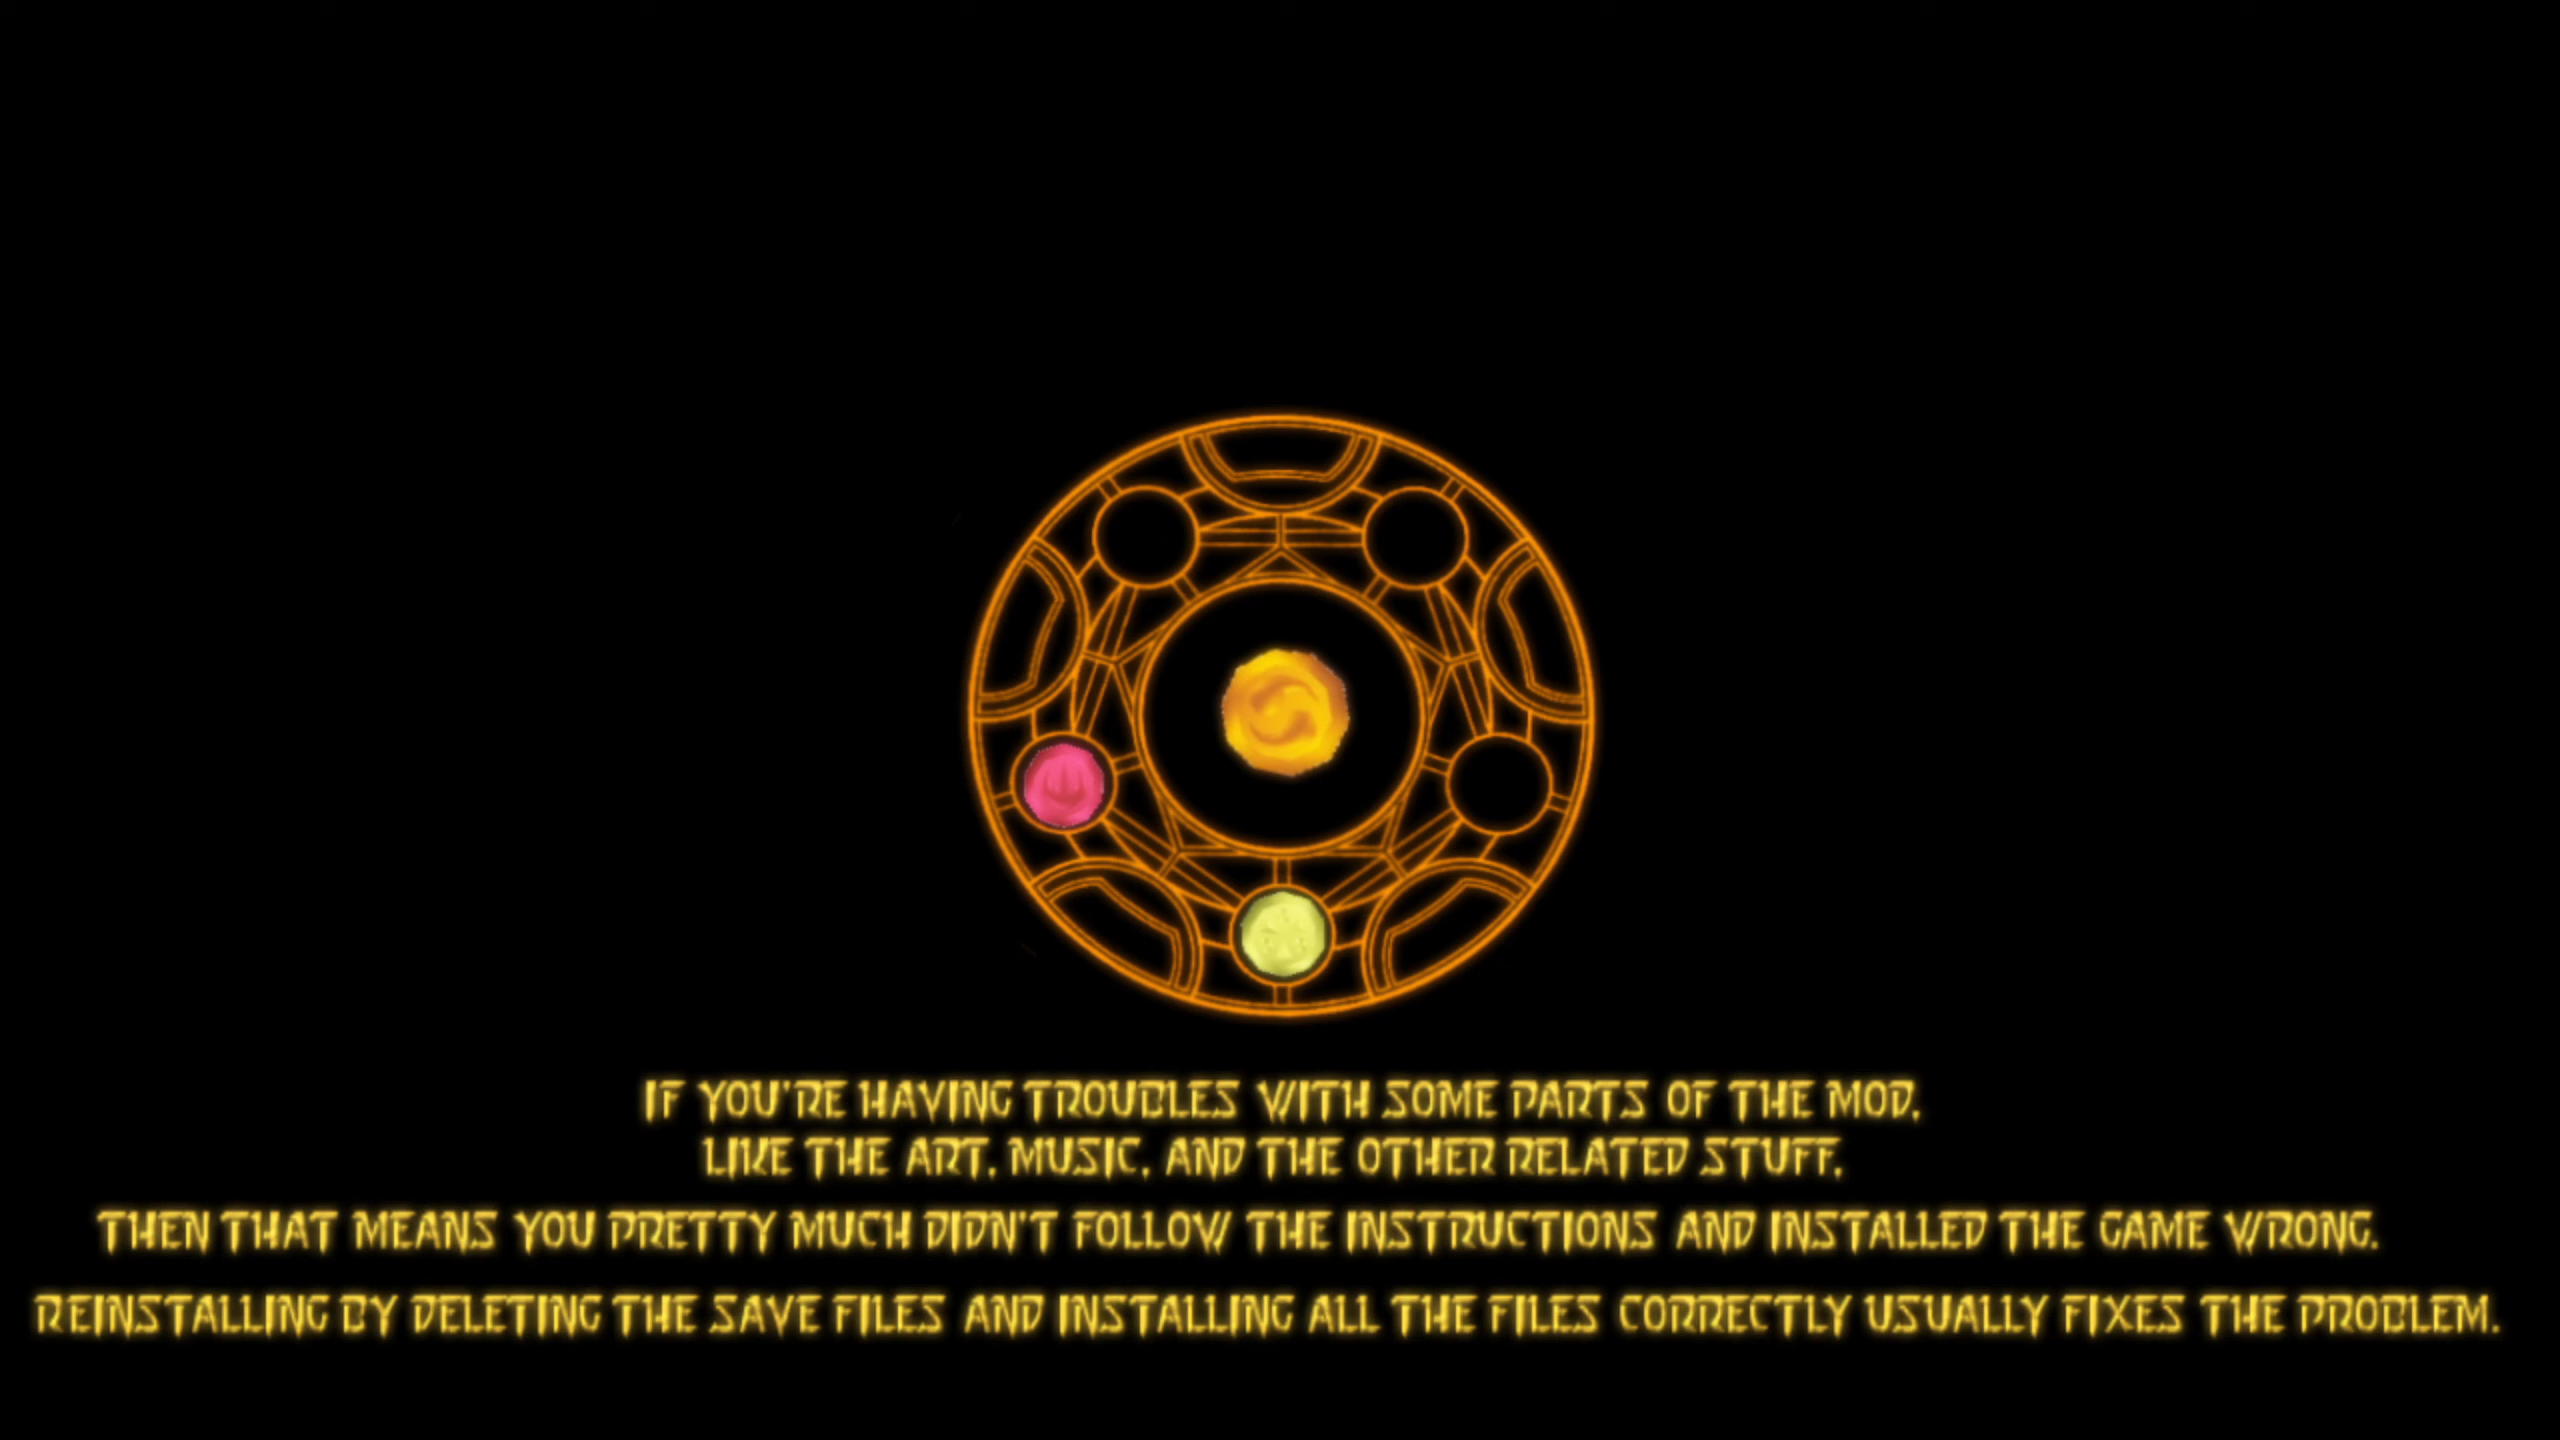 IF YOU'RE HAVING TROUBLES WITH SOME PARTS OF THE MOD,
LIKE THE ART, MUSIC, AND THE OTHER RELATED STUFF,
THEN THAT MEANS YOU PRETTY MUCH DIDN'T FOLLOW THE INSTRUCTIONS AND INSTALLED THE GAME WRONG.
REINSTALLING BY DELETING THE SAVE FILES AND INSTALLING ALL THE FILES CORRECTLY USUALLY FIXES THE PROBLEM.